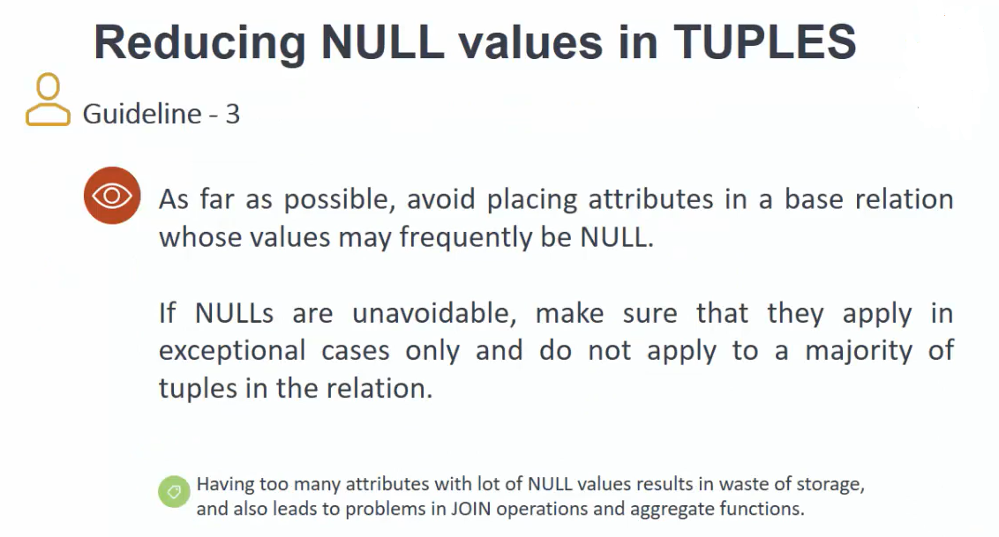 Reducing NULL values in TUPLES
Guideline - 3
As far as possible, avoid placing attributes in a base relation
whose values may frequently be NULL.
If NULLs are unavoidable, make sure that they apply in
exceptional cases only and do not apply to a majority of
tuples in the relation.
Having too many attributes with lot of NULL values results in waste of storage,
and also leads to problems in JOIN operations and aggregate functions.